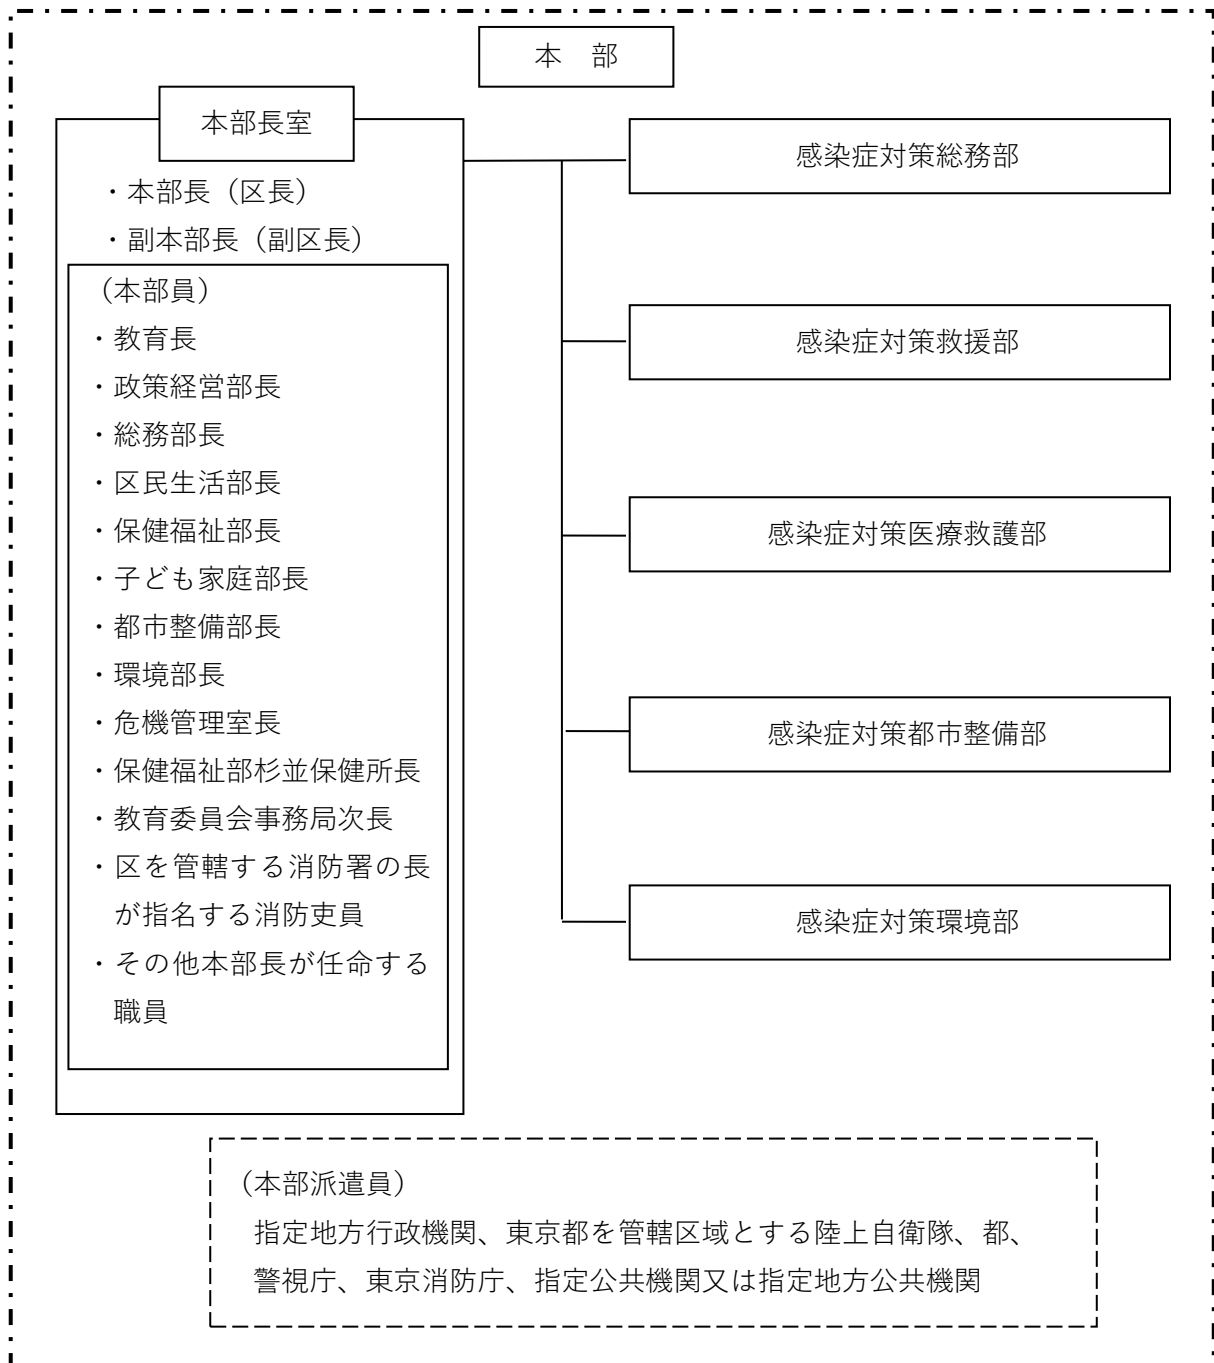 本　部
本部長室
・本部長（区長）
・副本部長（副区長）
（本部員）
・教育長
・政策経営部長
・総務部長
・区民生活部長
・保健福祉部長
・子ども家庭部長
・都市整備部長
・環境部長
・危機管理室長
・保健福祉部杉並保健所長
・教育委員会事務局次長
・区を管轄する消防署の長
が指名する消防吏員
・その他本部長が任命する
職員
感染症対策総務部
感染症対策救援部
感染症対策医療救護部
感染症対策都市整備部
感染症対策環境部
（本部派遣員）
指定地方行政機関、東京都を管轄区域とする陸上自衛隊、都、
警視庁、東京消防庁、指定公共機関又は指定地方公共機関